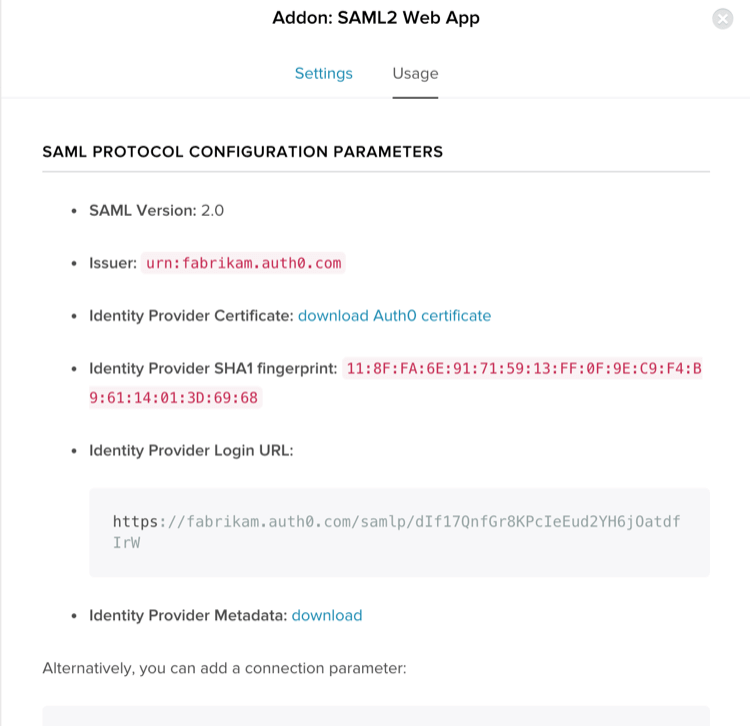 Addon: SAML2 Web App
Settings Usage
SAML PROTOCOL CONFIGURATION PARAMETERS
• SAML Version: 2.0
• Issuer: urn:fabrikam.auth0.com
• Identity Provider Certificate: download Auth0 certificate
• Identity Provider SHA1 fingerprint: 11:8F:FA:6E:91:71:59:13:FF:0F:9E:C9:F4:B
9:61:14:01:3D:69:68
• Identity Provider Login URL:
https://fabrikam.auth0.com/samlp/dIf17QnfGr8KPcIeEud2YH6jOatdf
IrW
• Identity Provider Metadata: download
Alternatively, you can add a connection parameter: